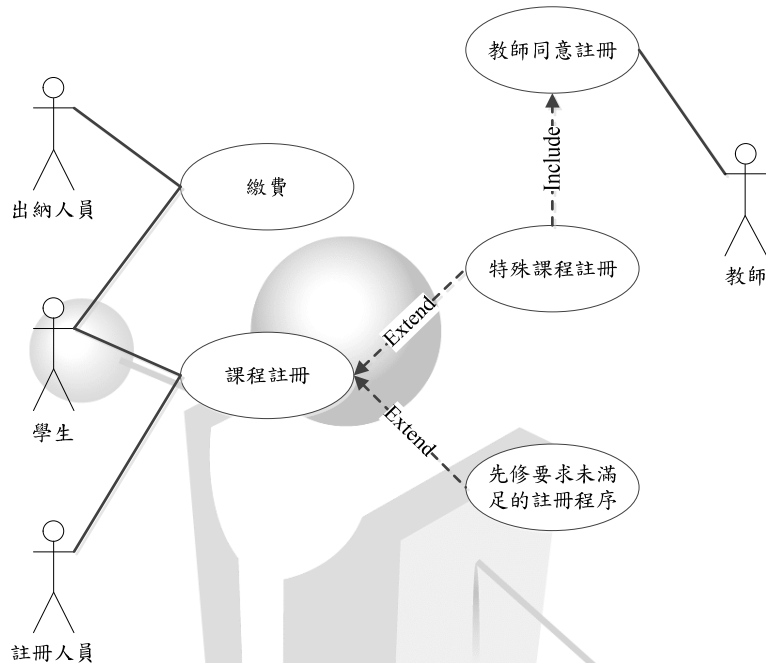 教師同意註冊
Include
繳費
出納人員
特殊課程註冊
教師
Extend
課程註冊
Extend
學生
先修要求未滿
足的註冊程序
註冊人員